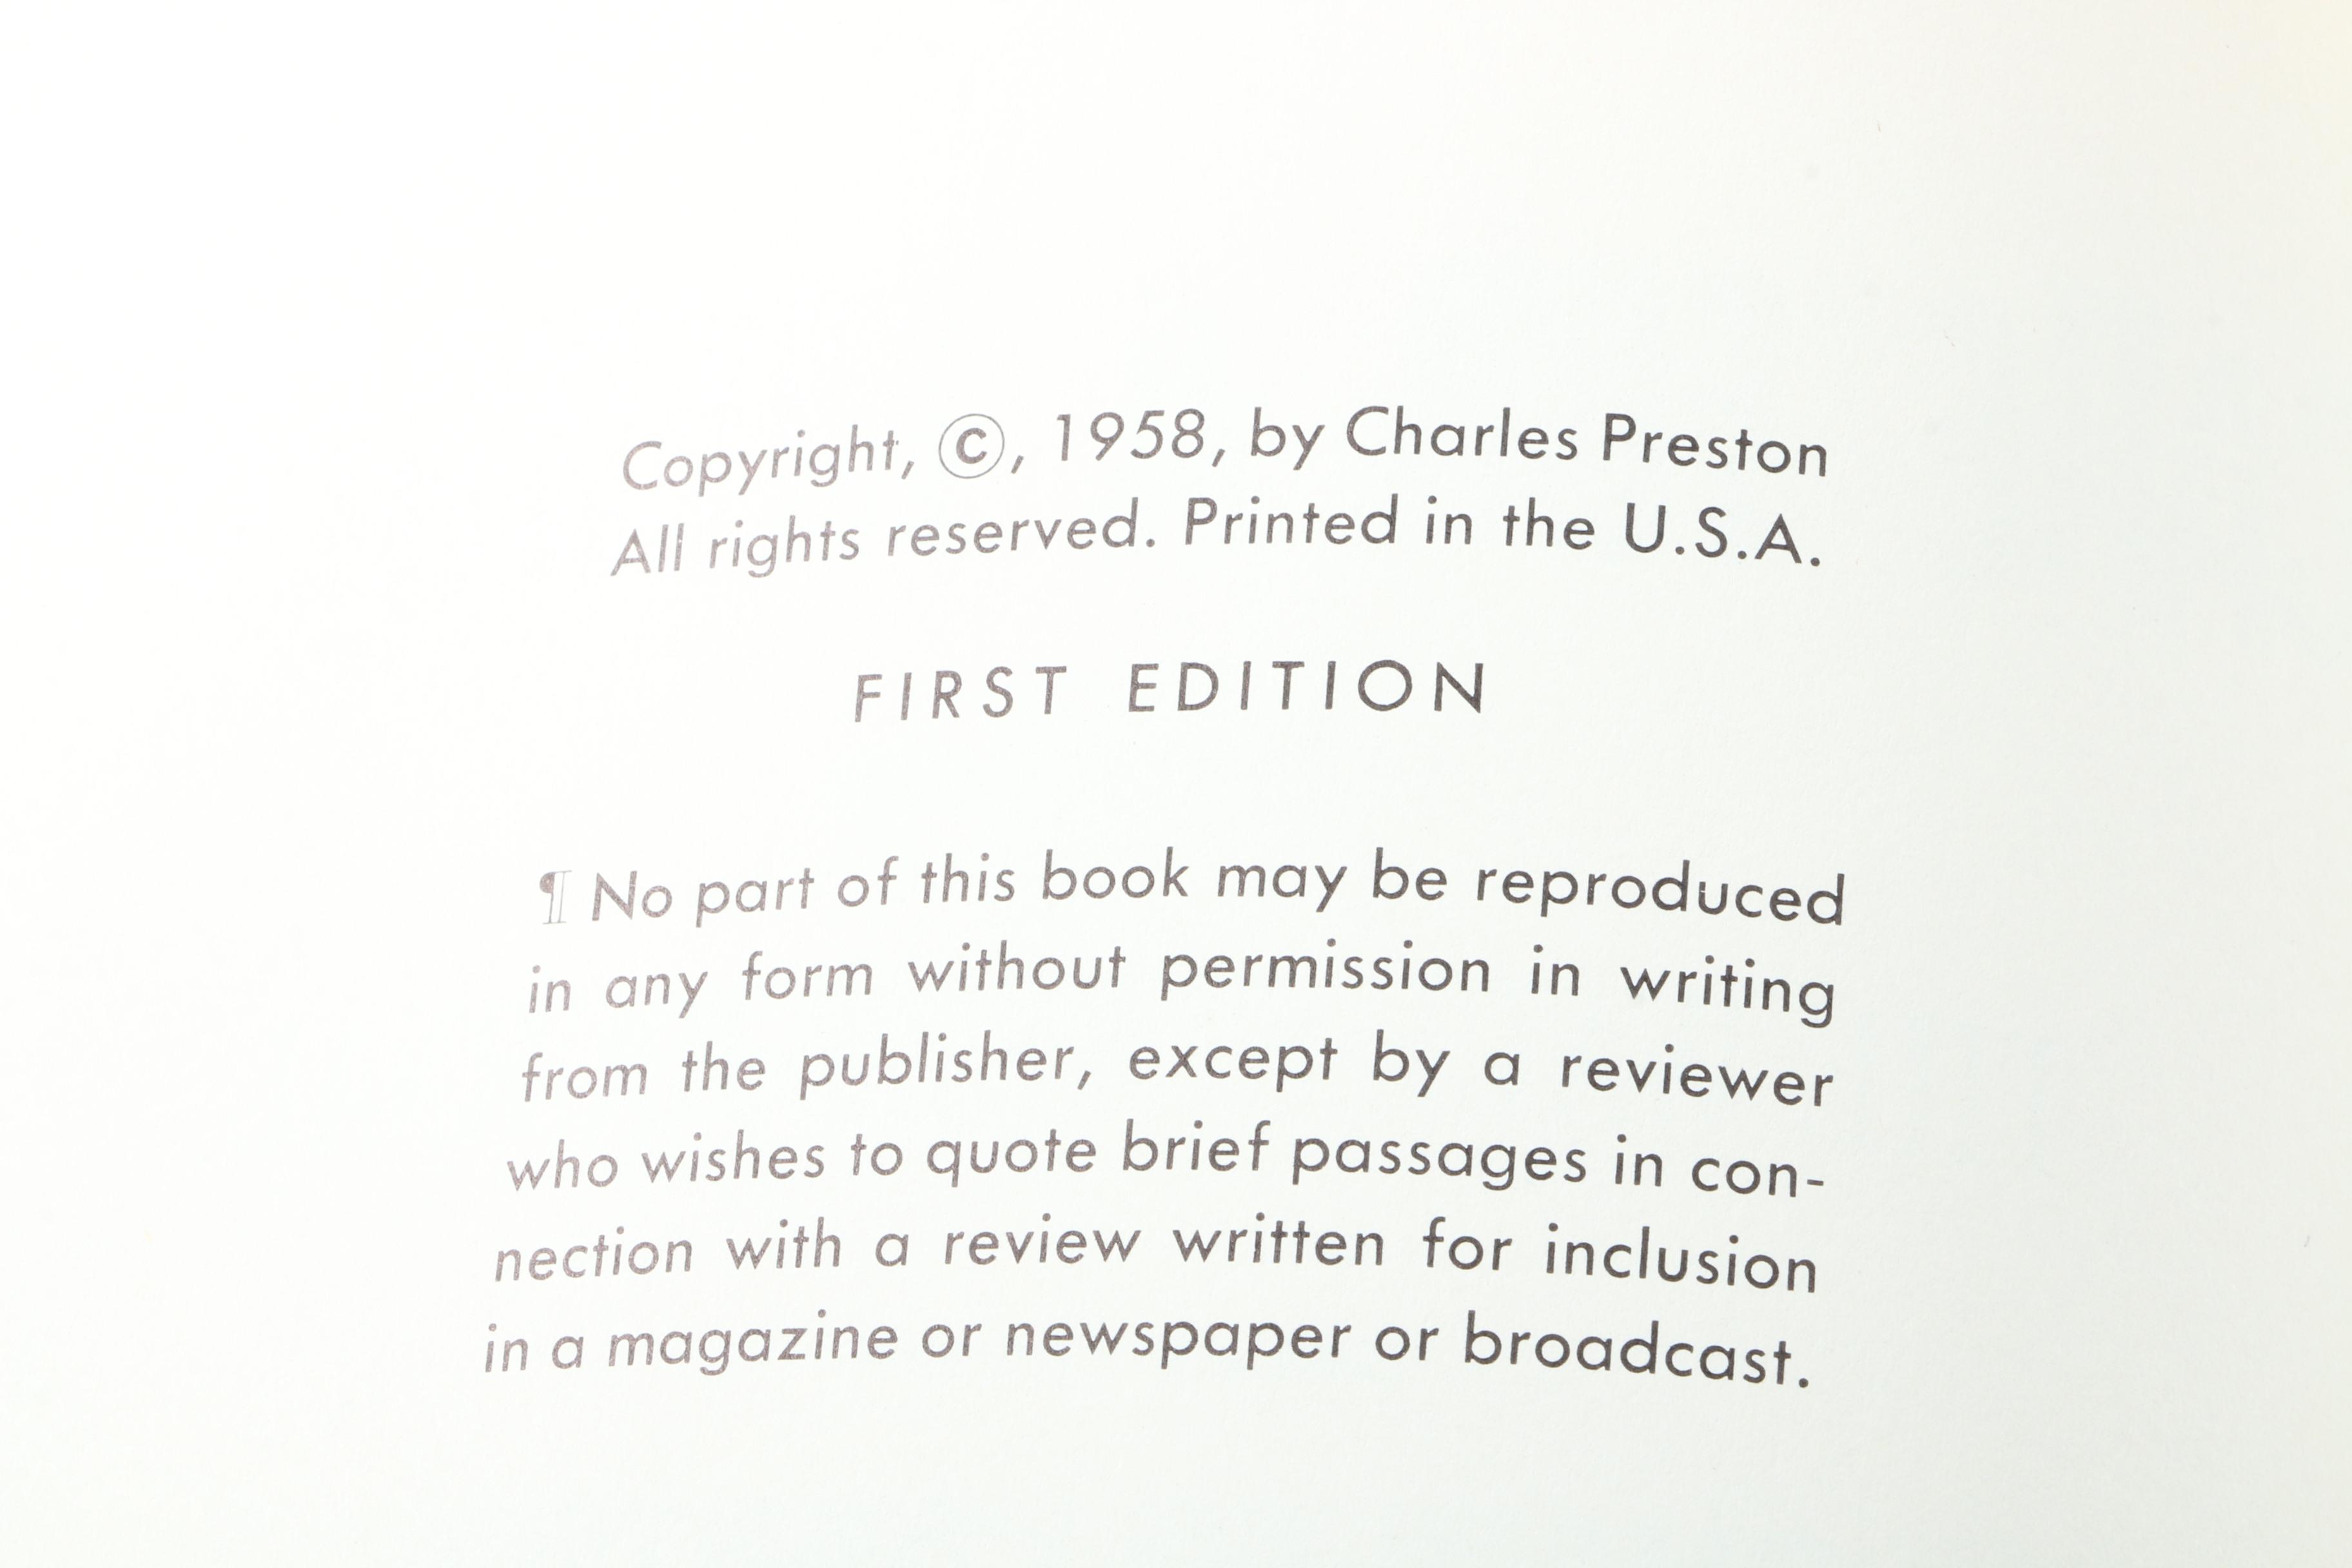 Copyright, ©, 1958, by Charles Preston
All rights reserved. Printed in the U.S.A.
FIRST EDITION
¶ No part of this book may be reproduced
in any form without permission in writing
from the publisher, except by a reviewer
who wishes to quote brief passages in con-
nection with a review written for inclusion
in a magazine or newspaper or broadcast.